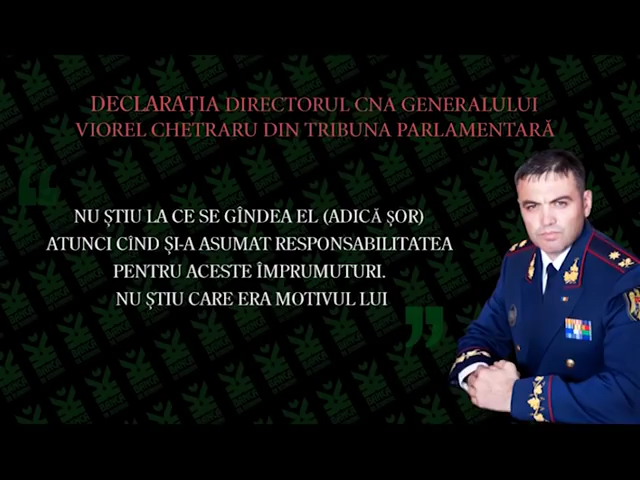 DECLARAȚIA DIRECTORUL CNA GENERALULUI
VIOREL CHETRARU DIN TRIBUNA PARLAMENTARĂ
"
NU ȘTIU LA CE SE GÎNDEA EL (ADICĂ ȘOR)
ATUNCI CÎND ȘI-A ASUMAT RESPONSABILITATEA
PENTRU ACESTE ÎMPRUMUTURI.
NU ȘTIU CARE ERA MOTIVUL LUI
"